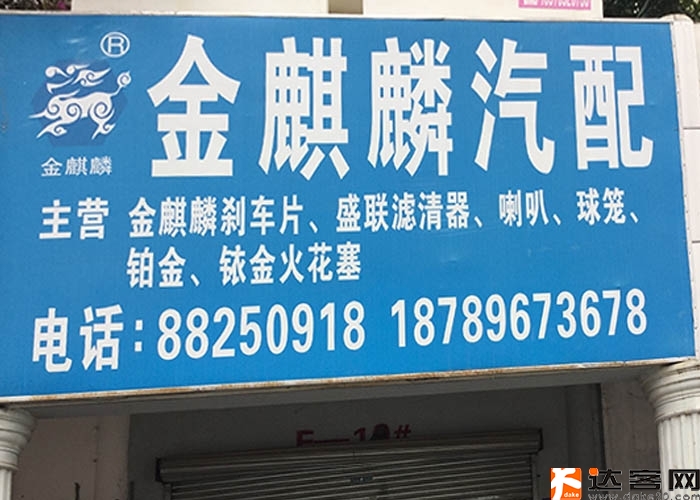 ®
金麒麟
金麒麟汽配
主营 金麒麟刹车片、盛联滤清器、喇叭、球笼、
铂金、铱金火花塞
电话:88250918 18789673678
达客网